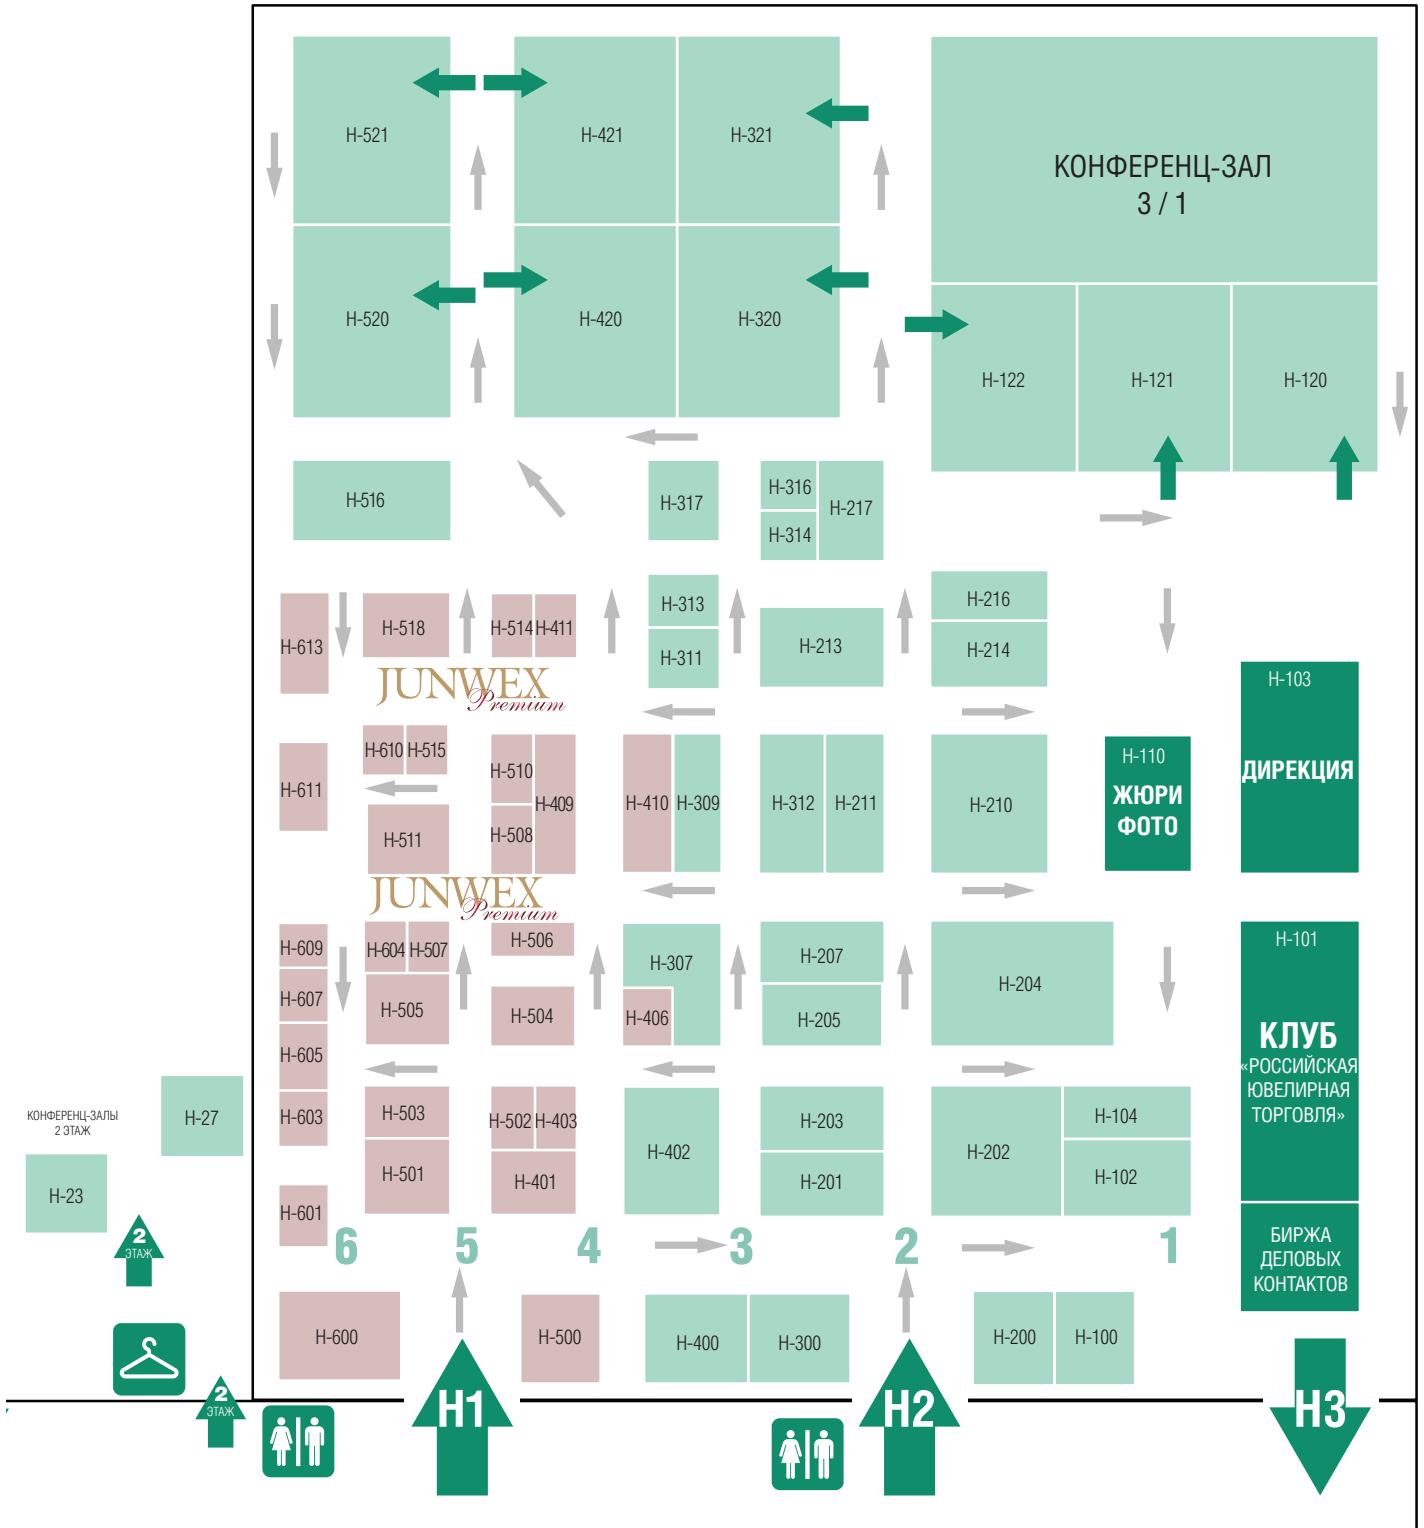 H-521
H-421
H-321
КОНФЕРЕНЦ-ЗАЛ
3 / 1
H-520
H-420
H-320
H-122
H-121
H-120
H-516
H-317
H-316
H-314
H-217
H-613
H-518
H-514
H-411
H-313
H-311
H-213
H-216
H-214
JUNWEX
Premium
H-103
ДИРЕКЦИЯ
H-611
H-610
H-515
H-511
H-510
H-508
H-409
H-410
H-309
H-312
H-211
H-210
H-110
ЖЮРИ
ФОТО
JUNWEX
Premium
H-609
H-607
H-605
H-603
H-601
H-604
H-507
H-505
H-506
H-504
H-307
H-406
H-207
H-205
H-204
H-101
КЛУБ
«РОССИЙСКАЯ
ЮВЕЛИРНАЯ
ТОРГОВЛЯ»
КОНФЕРЕНЦ-ЗАЛЫ
2 ЭТАЖ
H-27
H-23
H-503
H-501
H-502
H-403
H-401
H-402
H-203
H-201
H-202
H-104
H-102
БИРЖА
ДЕЛОВЫХ
КОНТАКТОВ
2
ЭТАЖ
6
5
4
3
2
1
H-600
H-500
H-400
H-300
H-200
H-100
2
ЭТАЖ
H1
H2
H3